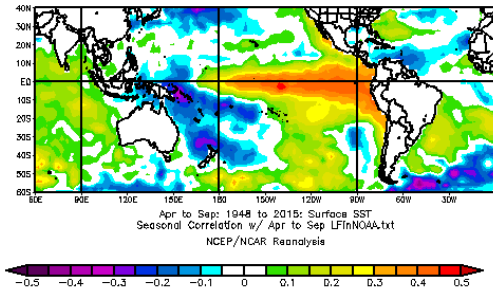 40N
30N
20N
10N
EQ
10S
20S
30S
40S
50S
60S
60E 90E 120E 150E 180 150W 120W 90W 60W 30W
Apr to Sep: 1948 to 2015: Surface SST
Seasonal Correlation w/ Apr to Sep LFinNOAA.txt
NCEP/NCAR Reanalysis
-0.5 -0.4 -0.3 -0.2 -0.1 0 0.1 0.2 0.3 0.4 0.5